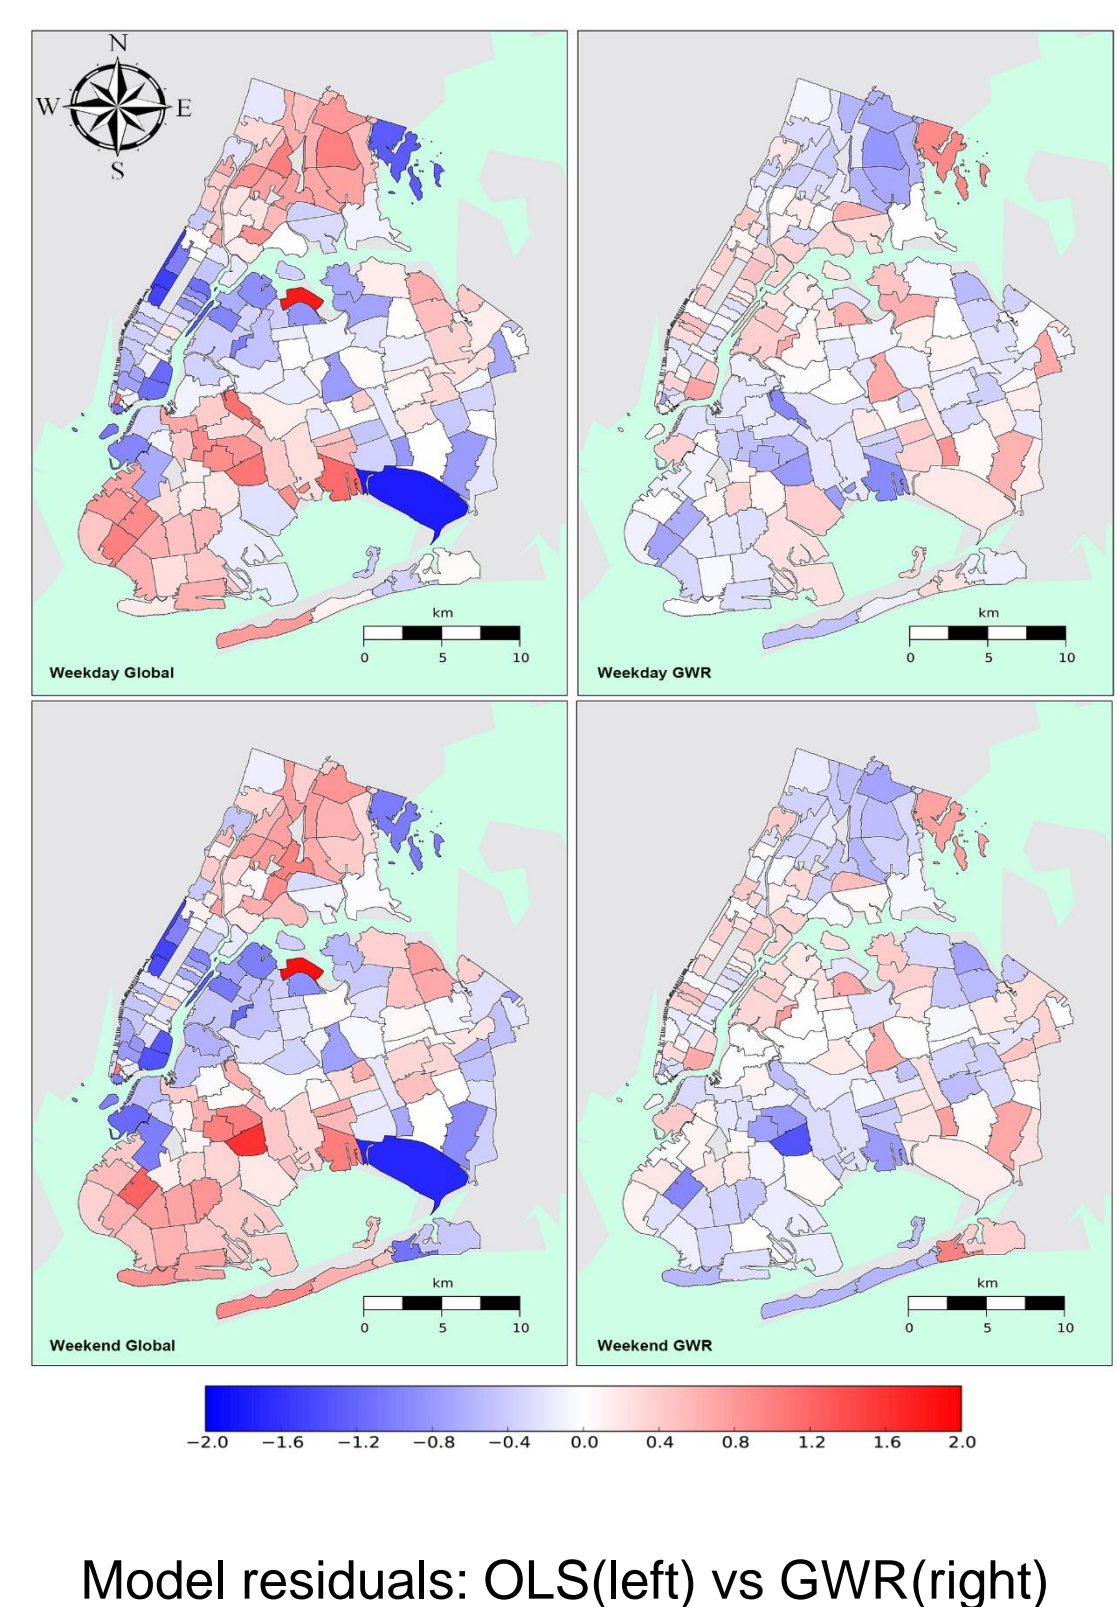 N
W E
S
km
0 5 10
Weekday Global
km
0 5 10
Weekday GWR
km
0 5 10
Weekend Global
km
0 5 10
Weekend GWR
−2.0 −1.6 −1.2 −0.8 −0.4 0.0 0.4 0.8 1.2 1.6 2.0
Model residuals: OLS(left) vs GWR(right)